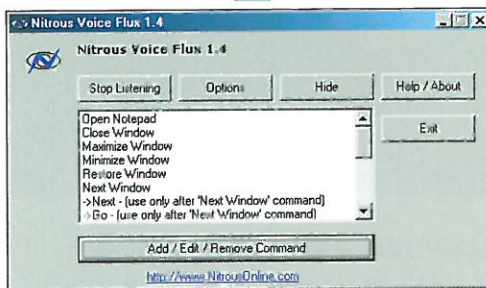 Nitrous Voice Flux 1.4
Nitrous Voice Flux 1.4
Stop Listening
Options
Hide
Help / About
Exit
Open Notepad
Close Window
Maximize Window
Minimize Window
Restore Window
Next Window
->Next - (use only after 'Next Window' command)
->Go - (use only after 'Next Window' command)
Add / Edit / Remove Command
http://www.NitrousOnline.com